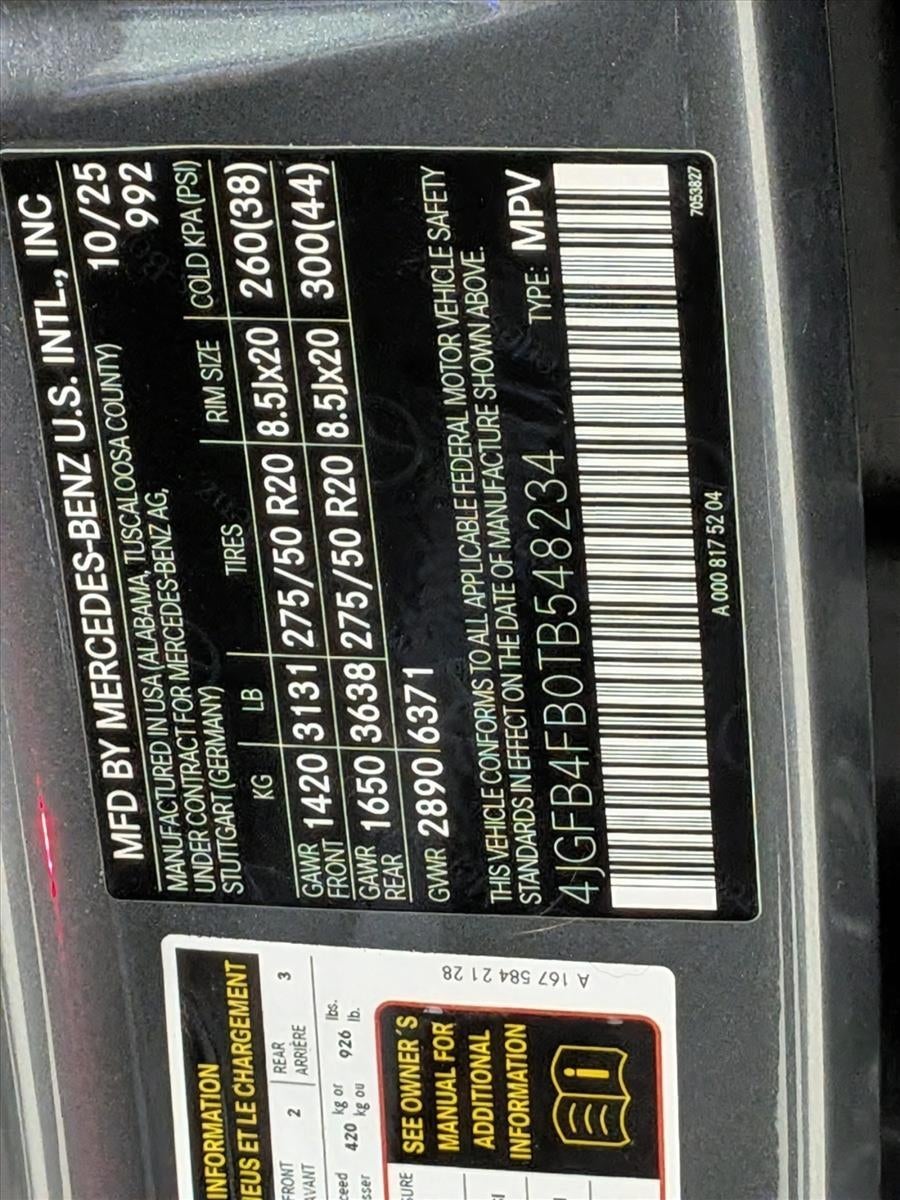 MFD BY MERCEDES-BENZ U.S. INTL., INC
MANUFACTURED IN USA (ALABAMA, TUSCALOOSA COUNTY) 10/25
UNDER CONTRACT FOR MERCEDES-BENZ AG, 992
STUTTGART (GERMANY)
KG LB TIRES RIM SIZE COLD KPA (PSI)
GAWR FRONT 1420 3131 275/50 R20 8.5Jx20 260(38)
GAWR REAR 1650 3638 275/50 R20 8.5Jx20 300(44)
GVWR 2890 6371
THIS VEHICLE CONFORMS TO ALL APPLICABLE FEDERAL MOTOR VEHICLE SAFETY
STANDARDS IN EFFECT ON THE DATE OF MANUFACTURE SHOWN ABOVE.
4JGFB4FB0TB548234 TYPE: MPV
A 000 817 52 04 7053827
INFORMATION
EUS ET LE CHARGEMENT
FRONT 2 REAR 3
AVANT ARRIÈRE
ceed 420 kg or 926 lbs.
sser kg ou lb.
SEE OWNER'S
MANUAL FOR
ADDITIONAL
INFORMATION
URE
A 167 584 21 28